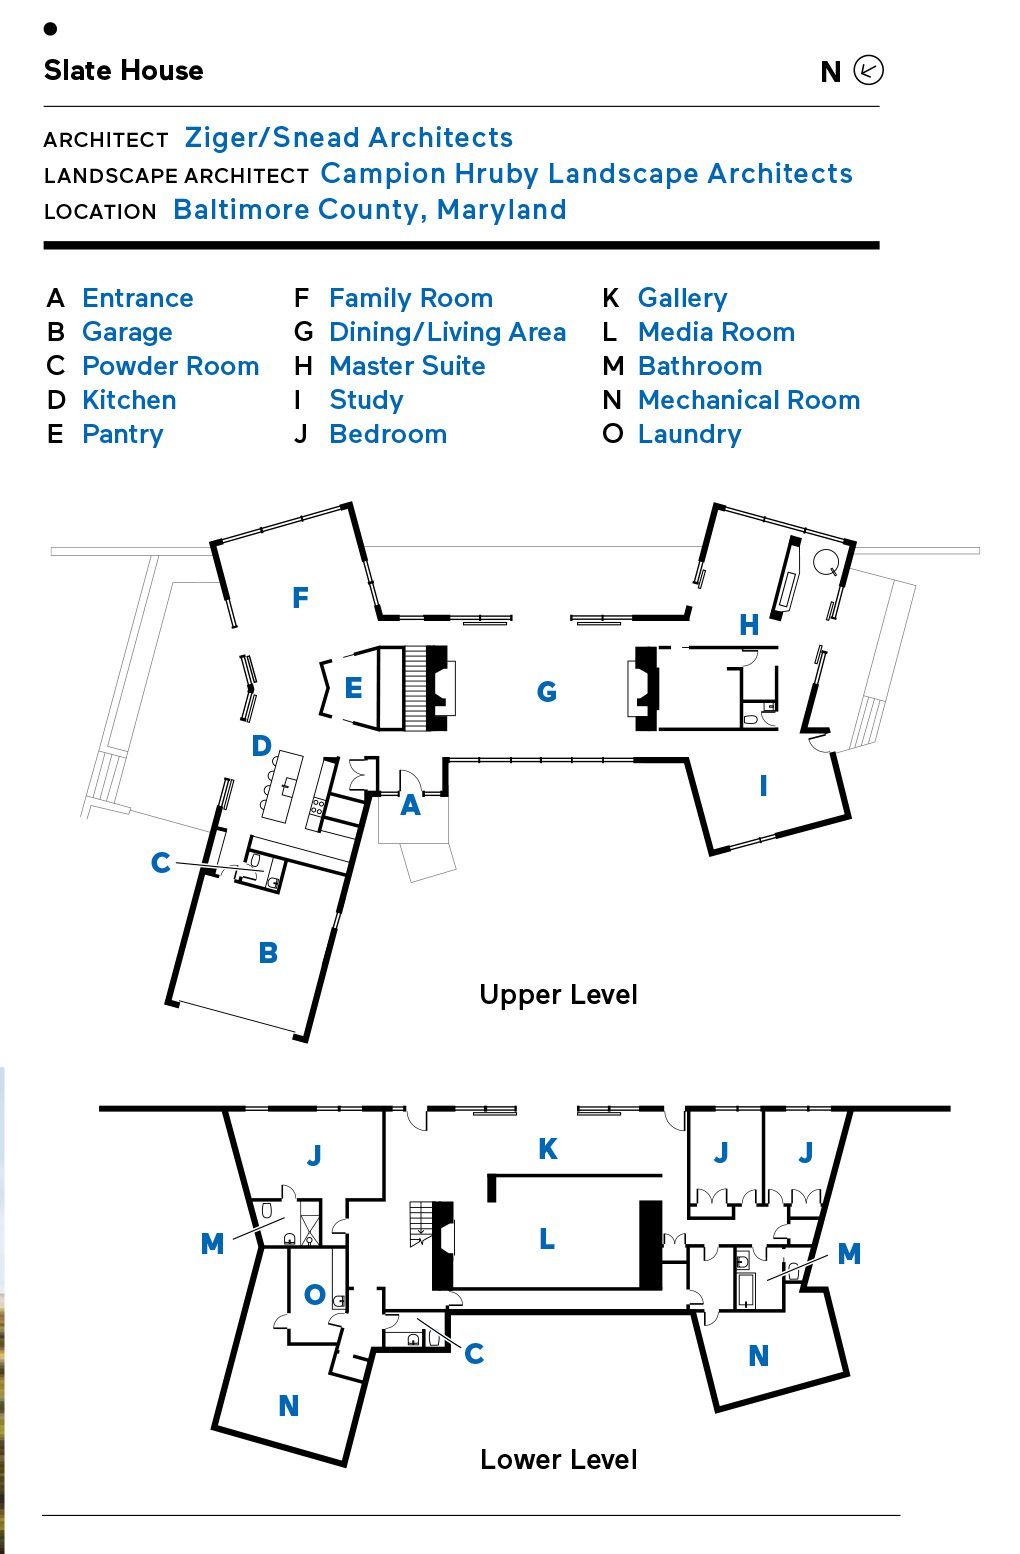 Slate House
N
ARCHITECT Ziger/Snead Architects
LANDSCAPE ARCHITECT Campion Hruby Landscape Architects
LOCATION Baltimore County, Maryland
A Entrance
B Garage
C Powder Room
D Kitchen
E Pantry
F Family Room
G Dining/Living Area
H Master Suite
I Study
J Bedroom
K Gallery
L Media Room
M Bathroom
N Mechanical Room
O Laundry
F
H
E
G
D
I
A
C
B
Upper Level
K
J
J
J
L
M
M
O
C
N
N
Lower Level